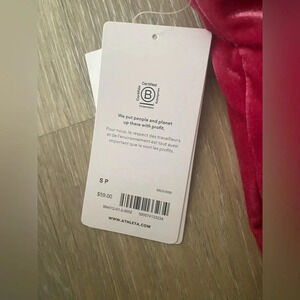 Certified
B
Corporation
We put people and planet
up there with profit.
Pour nous, le respect des travailleurs
et de l'environnement est tout aussi
important que le sont les profits.
S P
$59.00
WWW.ATHLETA.COM